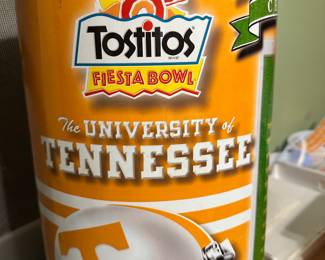 Tostitos
FIESTA BOWL
The UNIVERSITY of
TENNESSEE
T